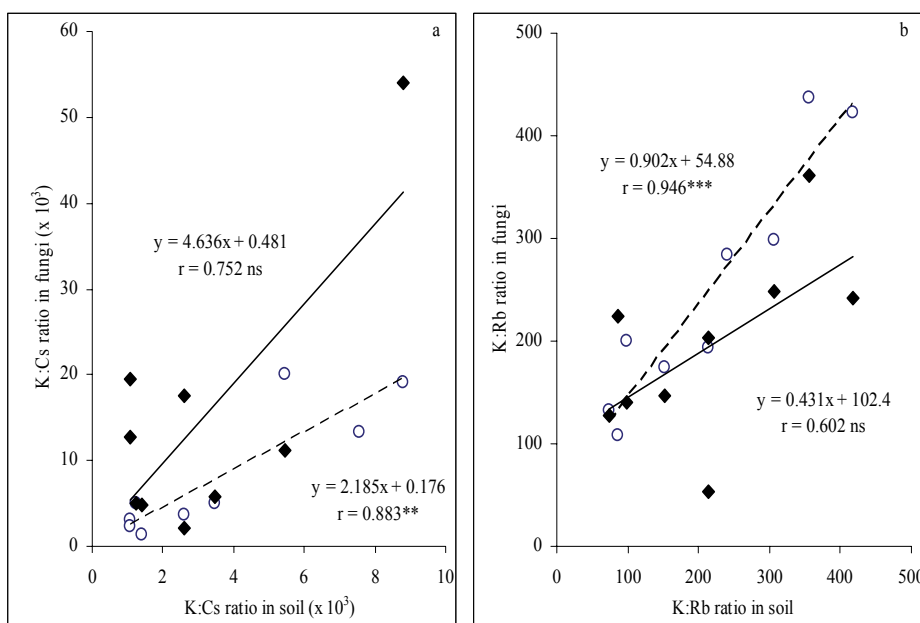 a
60
50
40
30
20
10
0
K:Cs ratio in fungi (x 10³)
y = 4.636x + 0.481
r = 0.752 ns
y = 2.185x + 0.176
r = 0.883**
0 2 4 6 8 10
K:Cs ratio in soil (x 10³)
b
500
400
300
200
100
0
K:Rb ratio in fungi
y = 0.902x + 54.88
r = 0.946***
y = 0.431x + 102.4
r = 0.602 ns
0 100 200 300 400 500
K:Rb ratio in soil